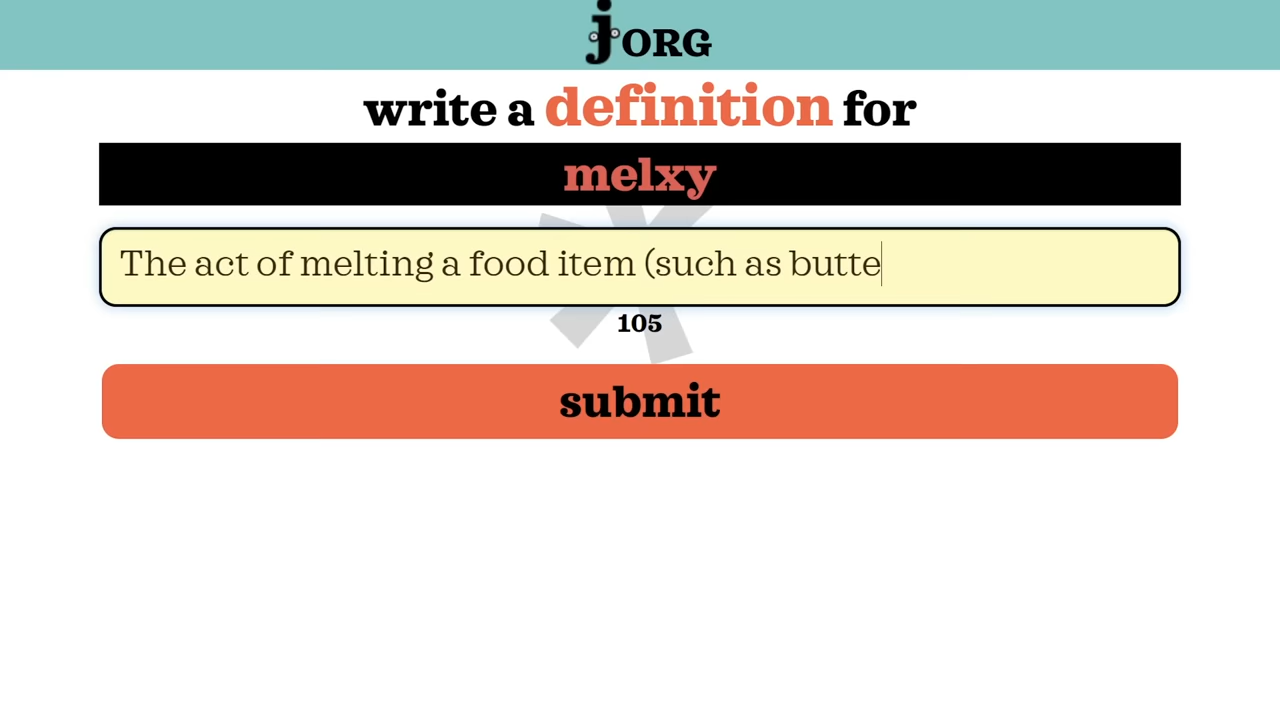 jORG
write a definition for
melxy
The act of melting a food item (such as butte
105
submit